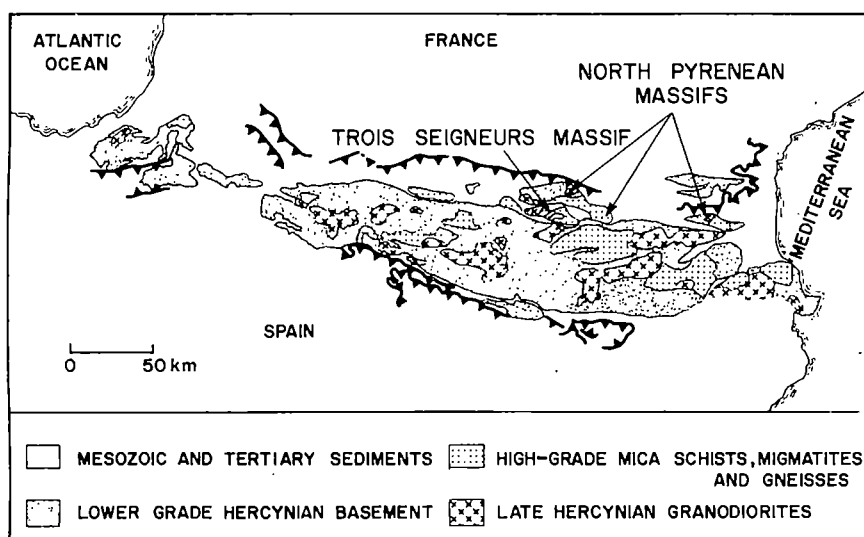 ATLANTIC
OCEAN
FRANCE
NORTH PYRENEAN
MASSIFS
TROIS SEIGNEURS MASSIF
MEDITERRANEAN
SEA
SPAIN
0 50 km
MESOZOIC AND TERTIARY SEDIMENTS
HIGH-GRADE MICA SCHISTS, MIGMATITES
AND GNEISSES
LOWER GRADE HERCYNIAN BASEMENT
LATE HERCYNIAN GRANODIORITES